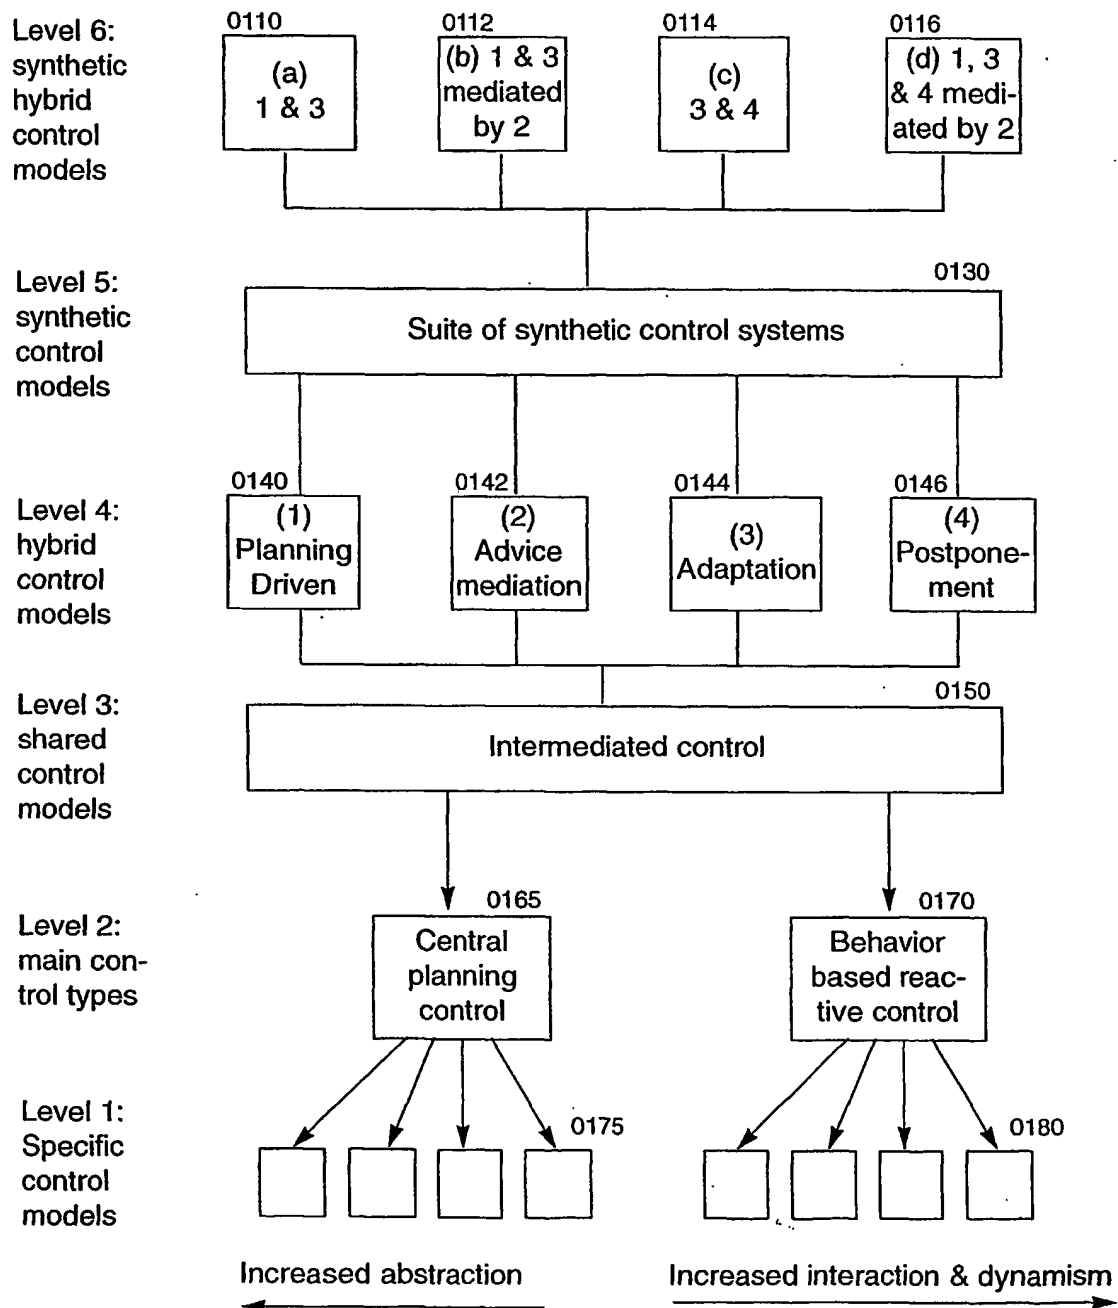 Level 6:
synthetic
hybrid
control
models
0110
(a)
1 & 3
0112
(b) 1 & 3
mediated
by 2
0114
(c)
3 & 4
0116
(d) 1, 3
& 4 medi-
ated by 2
Level 5:
synthetic
control
models
0130
Suite of synthetic control systems
Level 4:
hybrid
control
models
0140
(1)
Planning
Driven
0142
(2)
Advice
mediation
0144
(3)
Adaptation
0146
(4)
Postpone-
ment
Level 3:
shared
control
models
0150
Intermediated control
Level 2:
main con-
trol types
0165
Central
planning
control
0170
Behavior
based reac-
tive control
Level 1:
Specific
control
models
0175
0180
Increased abstraction
Increased interaction & dynamism